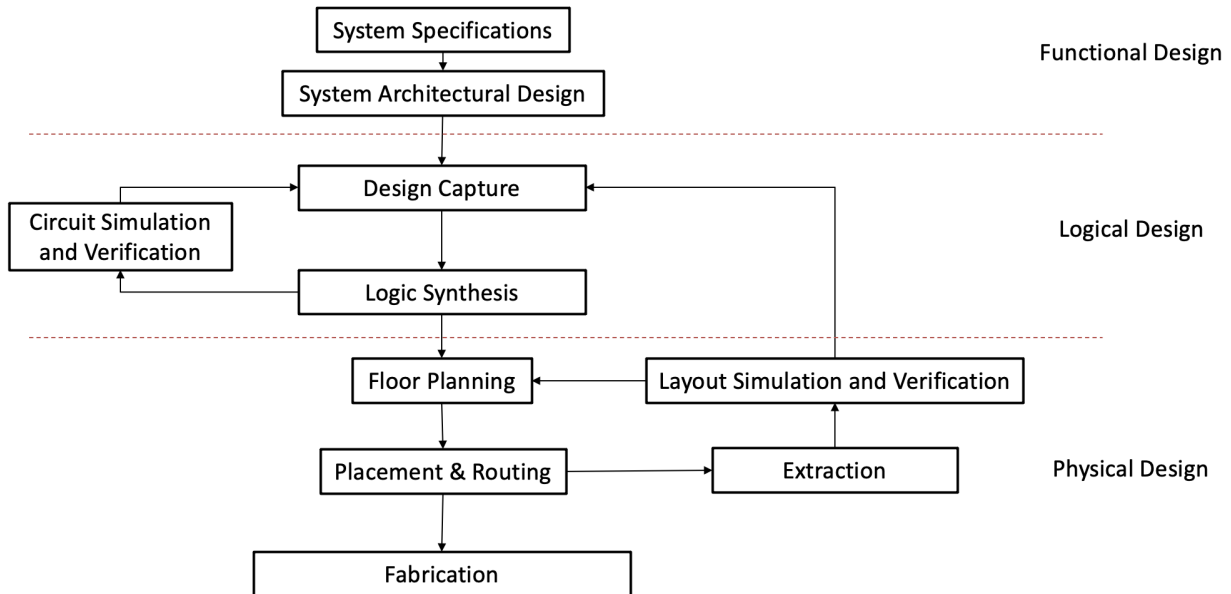 System Specifications
Functional Design
System Architectural Design
Design Capture
Circuit Simulation
and Verification
Logical Design
Logic Synthesis
Floor Planning
Layout Simulation and Verification
Placement & Routing
Extraction
Physical Design
Fabrication